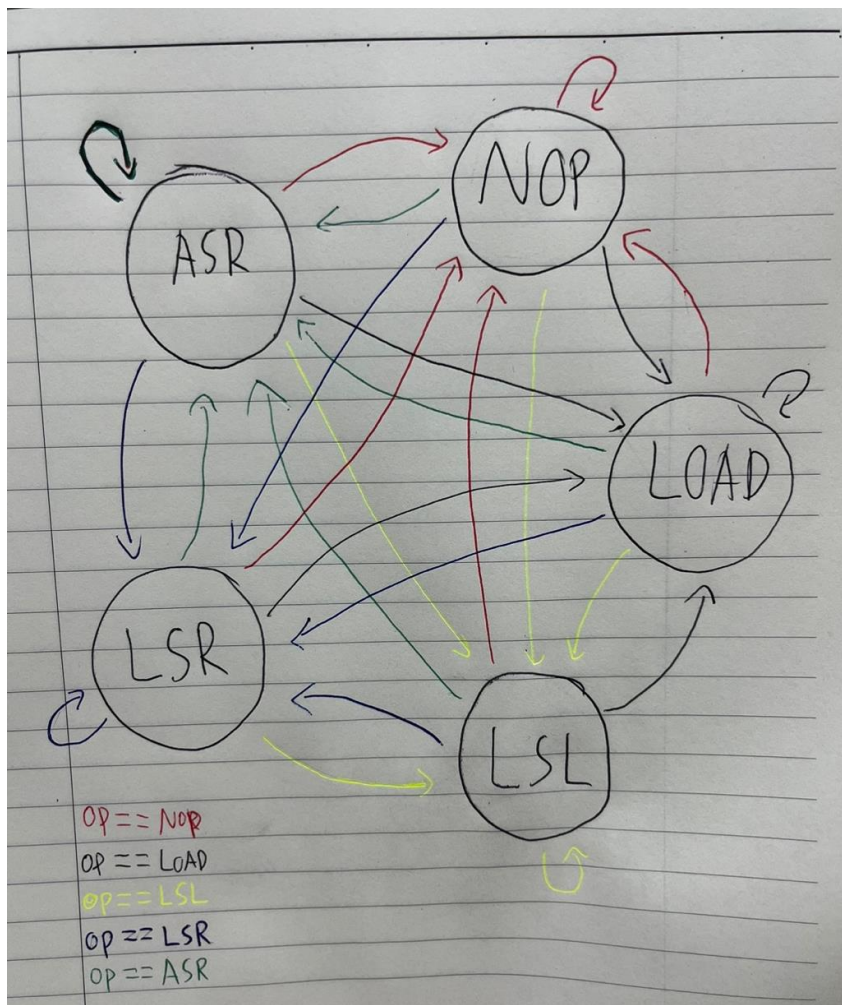 NOP
ASR
LOAD
LSR
LSL
OP == NOP
OP == LOAD
OP == LSL
OP == LSR
OP == ASR